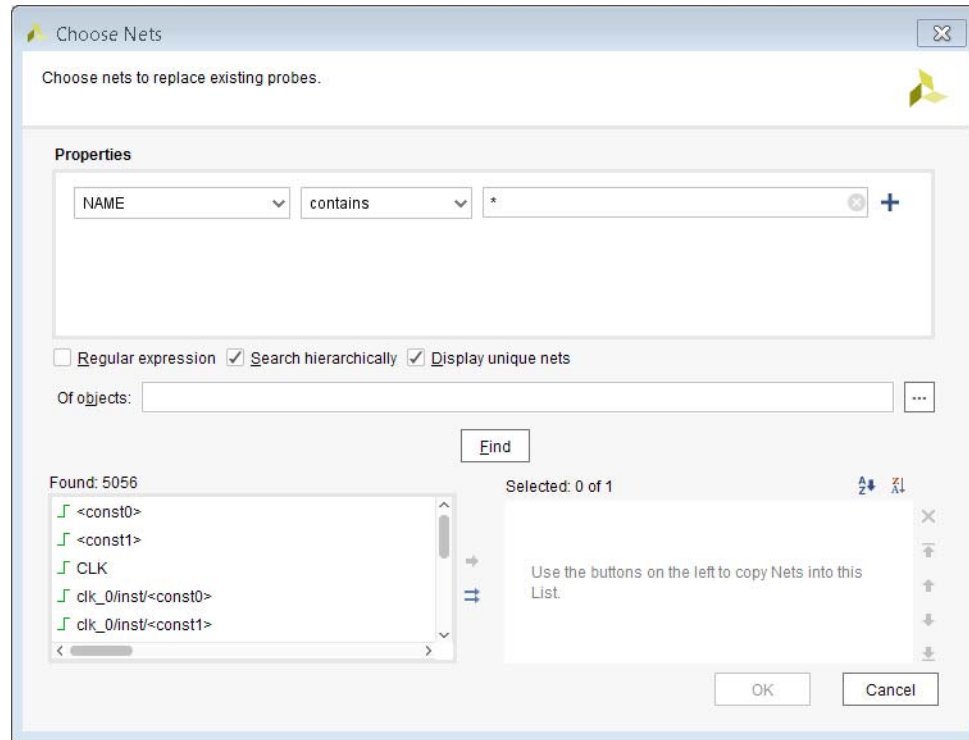 Choose Nets
Choose nets to replace existing probes.
Properties
NAME contains *
Regular expression Search hierarchically Display unique nets
Of objects: ...
Find
Found: 5056
Selected: 0 of 1
<const0>
<const1>
CLK
clk_0/inst/<const0>
clk_0/inst/<const1>
Use the buttons on the left to copy Nets into this
List.
OK Cancel